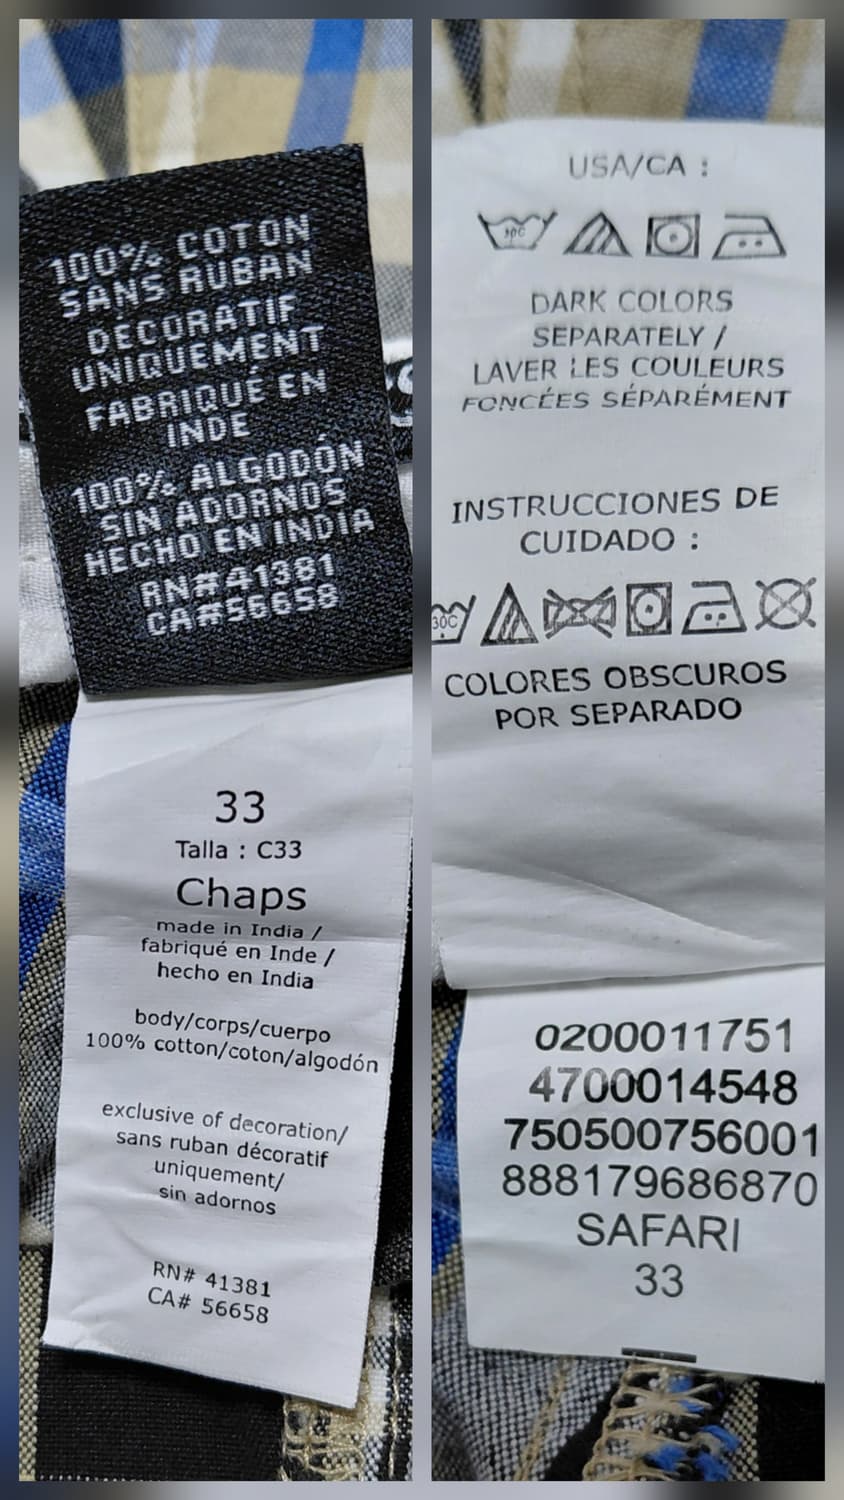 100% COTON
SANS RUBAN
DÉCORATIF
UNIQUEMENT
FABRIQUÉ EN
INDE
100% ALGODÓN
SIN ADORNOS
HECHO EN INDIA
RN#41381
CA#56658
33
Talla : C33
Chaps
made in India /
fabriqué en Inde /
hecho en India
body/corps/cuerpo
100% cotton/coton/algodón
exclusive of decoration/
sans ruban décoratif
uniquement/
sin adornos
RN# 41381
CA# 56658
USA/CA :
30C
DARK COLORS
SEPARATELY /
LAVER LES COULEURS
FONCÉES SÉPARÉMENT
INSTRUCCIONES DE
CUIDADO :
30C
COLORES OBSCUROS
POR SEPARADO
0200011751
4700014548
750500756001
888179686870
SAFARI
33